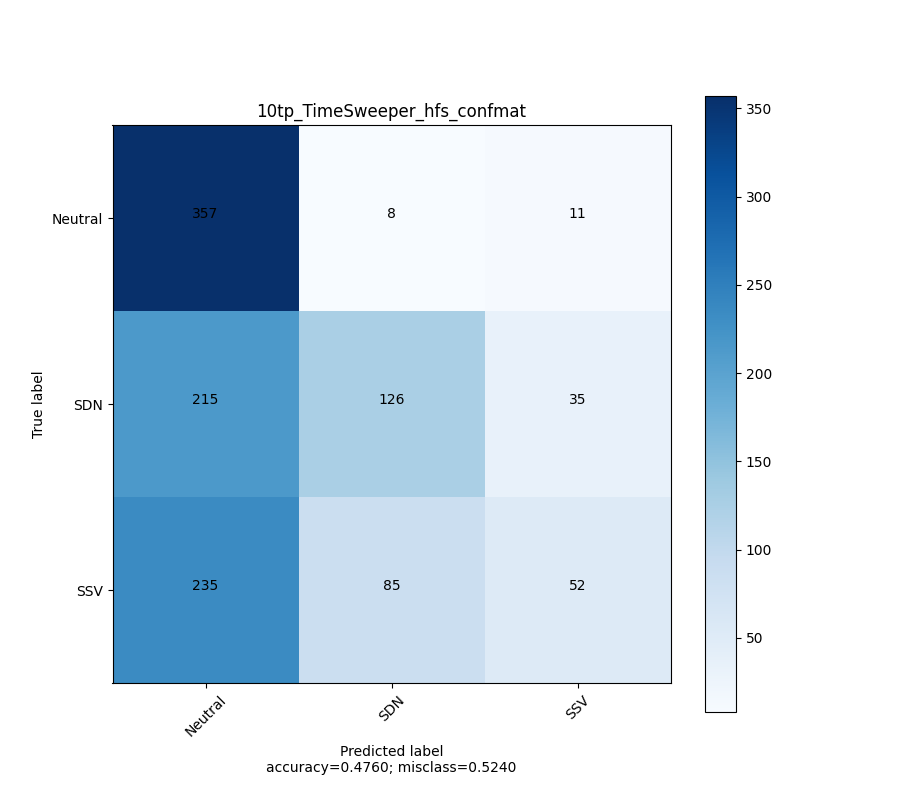 10tp_TimeSweeper_hfs_confmat
Neutral 357 8 11
SDN 215 126 35
SSV 235 85 52
Neutral SDN SSV
True label
Predicted label
accuracy=0.4760; misclass=0.5240
350
300
250
200
150
100
50